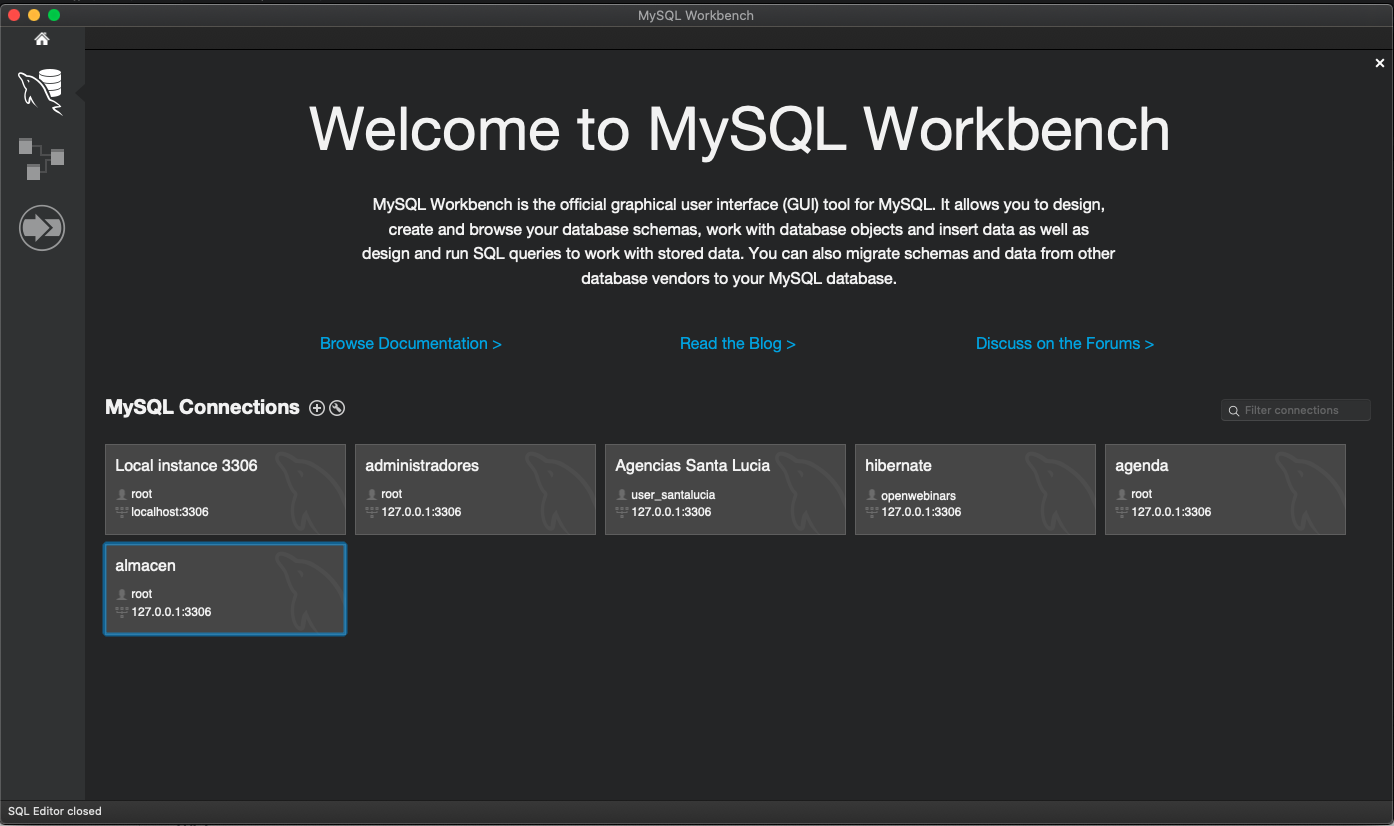 MySQL Workbench
Welcome to MySQL Workbench
MySQL Workbench is the official graphical user interface (GUI) tool for MySQL. It allows you to design,
create and browse your database schemas, work with database objects and insert data as well as
design and run SQL queries to work with stored data. You can also migrate schemas and data from other
database vendors to your MySQL database.
Browse Documentation >
Read the Blog >
Discuss on the Forums >
MySQL Connections
Filter connections
Local instance 3306
root
localhost:3306
administradores
root
127.0.0.1:3306
Agencias Santa Lucia
user_santalucia
127.0.0.1:3306
hibernate
openwebinars
127.0.0.1:3306
agenda
root
127.0.0.1:3306
almacen
root
127.0.0.1:3306
SQL Editor closed